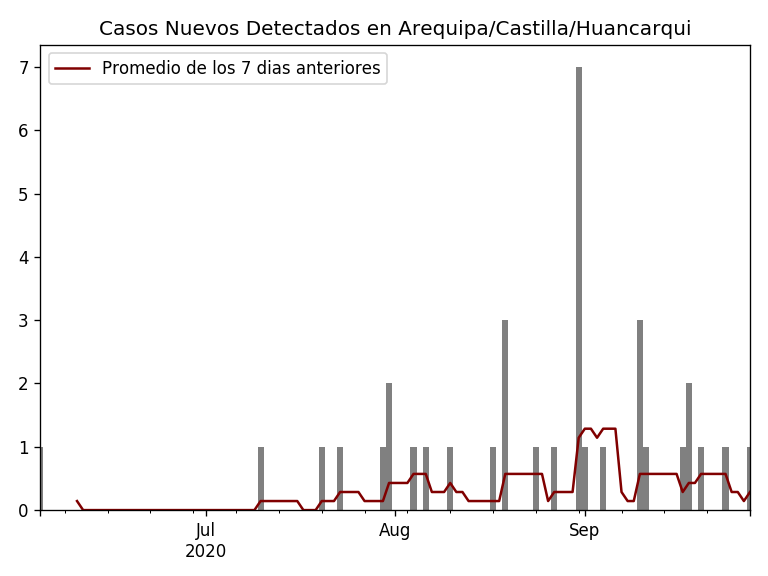 Casos Nuevos Detectados en Arequipa/Castilla/Huancarqui
Promedio de los 7 dias anteriores
7
6
5
4
3
2
1
0
Jul
2020
Aug
Sep